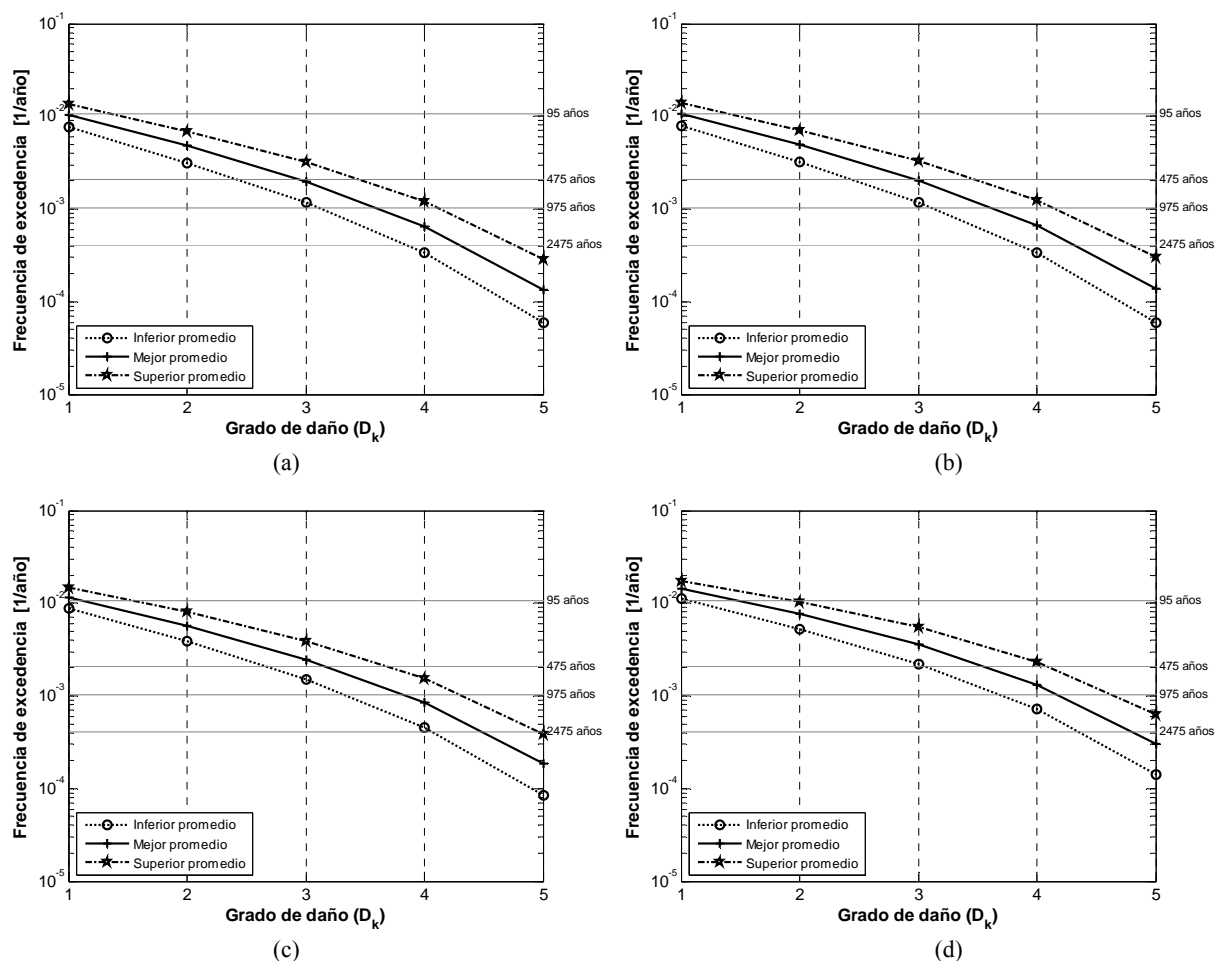 Frecuencia de excedencia [1/año]
10^-1
10^-2
10^-3
10^-4
10^-5
95 años
475 años
975 años
2475 años
Inferior promedio
Mejor promedio
Superior promedio
1 2 3 4 5
Grado de daño (D_k)
(a)
Frecuencia de excedencia [1/año]
10^-1
10^-2
10^-3
10^-4
10^-5
95 años
475 años
975 años
2475 años
Inferior promedio
Mejor promedio
Superior promedio
1 2 3 4 5
Grado de daño (D_k)
(b)
Frecuencia de excedencia [1/año]
10^-1
10^-2
10^-3
10^-4
10^-5
95 años
475 años
975 años
2475 años
Inferior promedio
Mejor promedio
Superior promedio
1 2 3 4 5
Grado de daño (D_k)
(c)
Frecuencia de excedencia [1/año]
10^-1
10^-2
10^-3
10^-4
10^-5
95 años
475 años
975 años
2475 años
Inferior promedio
Mejor promedio
Superior promedio
1 2 3 4 5
Grado de daño (D_k)
(d)